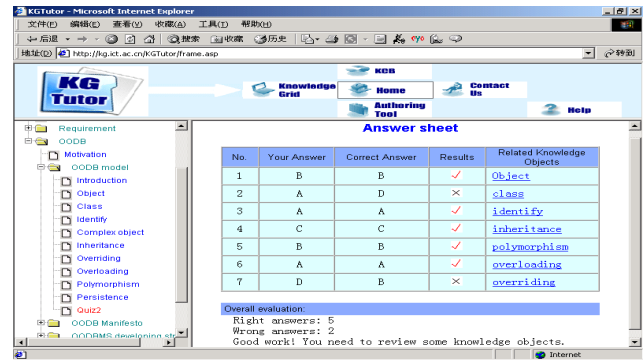 KGTutor - Microsoft Internet Explorer
文件(F) 编辑(E) 查看(V) 收藏(A) 工具(T) 帮助(H)
后退 搜索 收藏 历史
地址(D) http://kg.ict.ac.cn/KGTutor/frame.asp 转到
KG Tutor
KCB
Knowledge Grid
Home
Contact Us
Authoring Tool
Help
Requirement
OODB
Motivation
OODB model
Introduction
Object
Class
Identify
Complex object
Inheritance
Overriding
Overloading
Polymorphism
Persistence
Quiz2
OODB Manifesto
OODBMS developing str
Answer sheet
No. Your Answer Correct Answer Results Related Knowledge Objects
1 B B ✓ Object
2 A D × class
3 A A ✓ identify
4 C C ✓ inheritance
5 B B ✓ polymorphism
6 A A ✓ overloading
7 D B × overriding
Overall evaluation:
Right answers: 5
Wrong answers: 2
Good work! You need to review some knowledge objects.
Internet